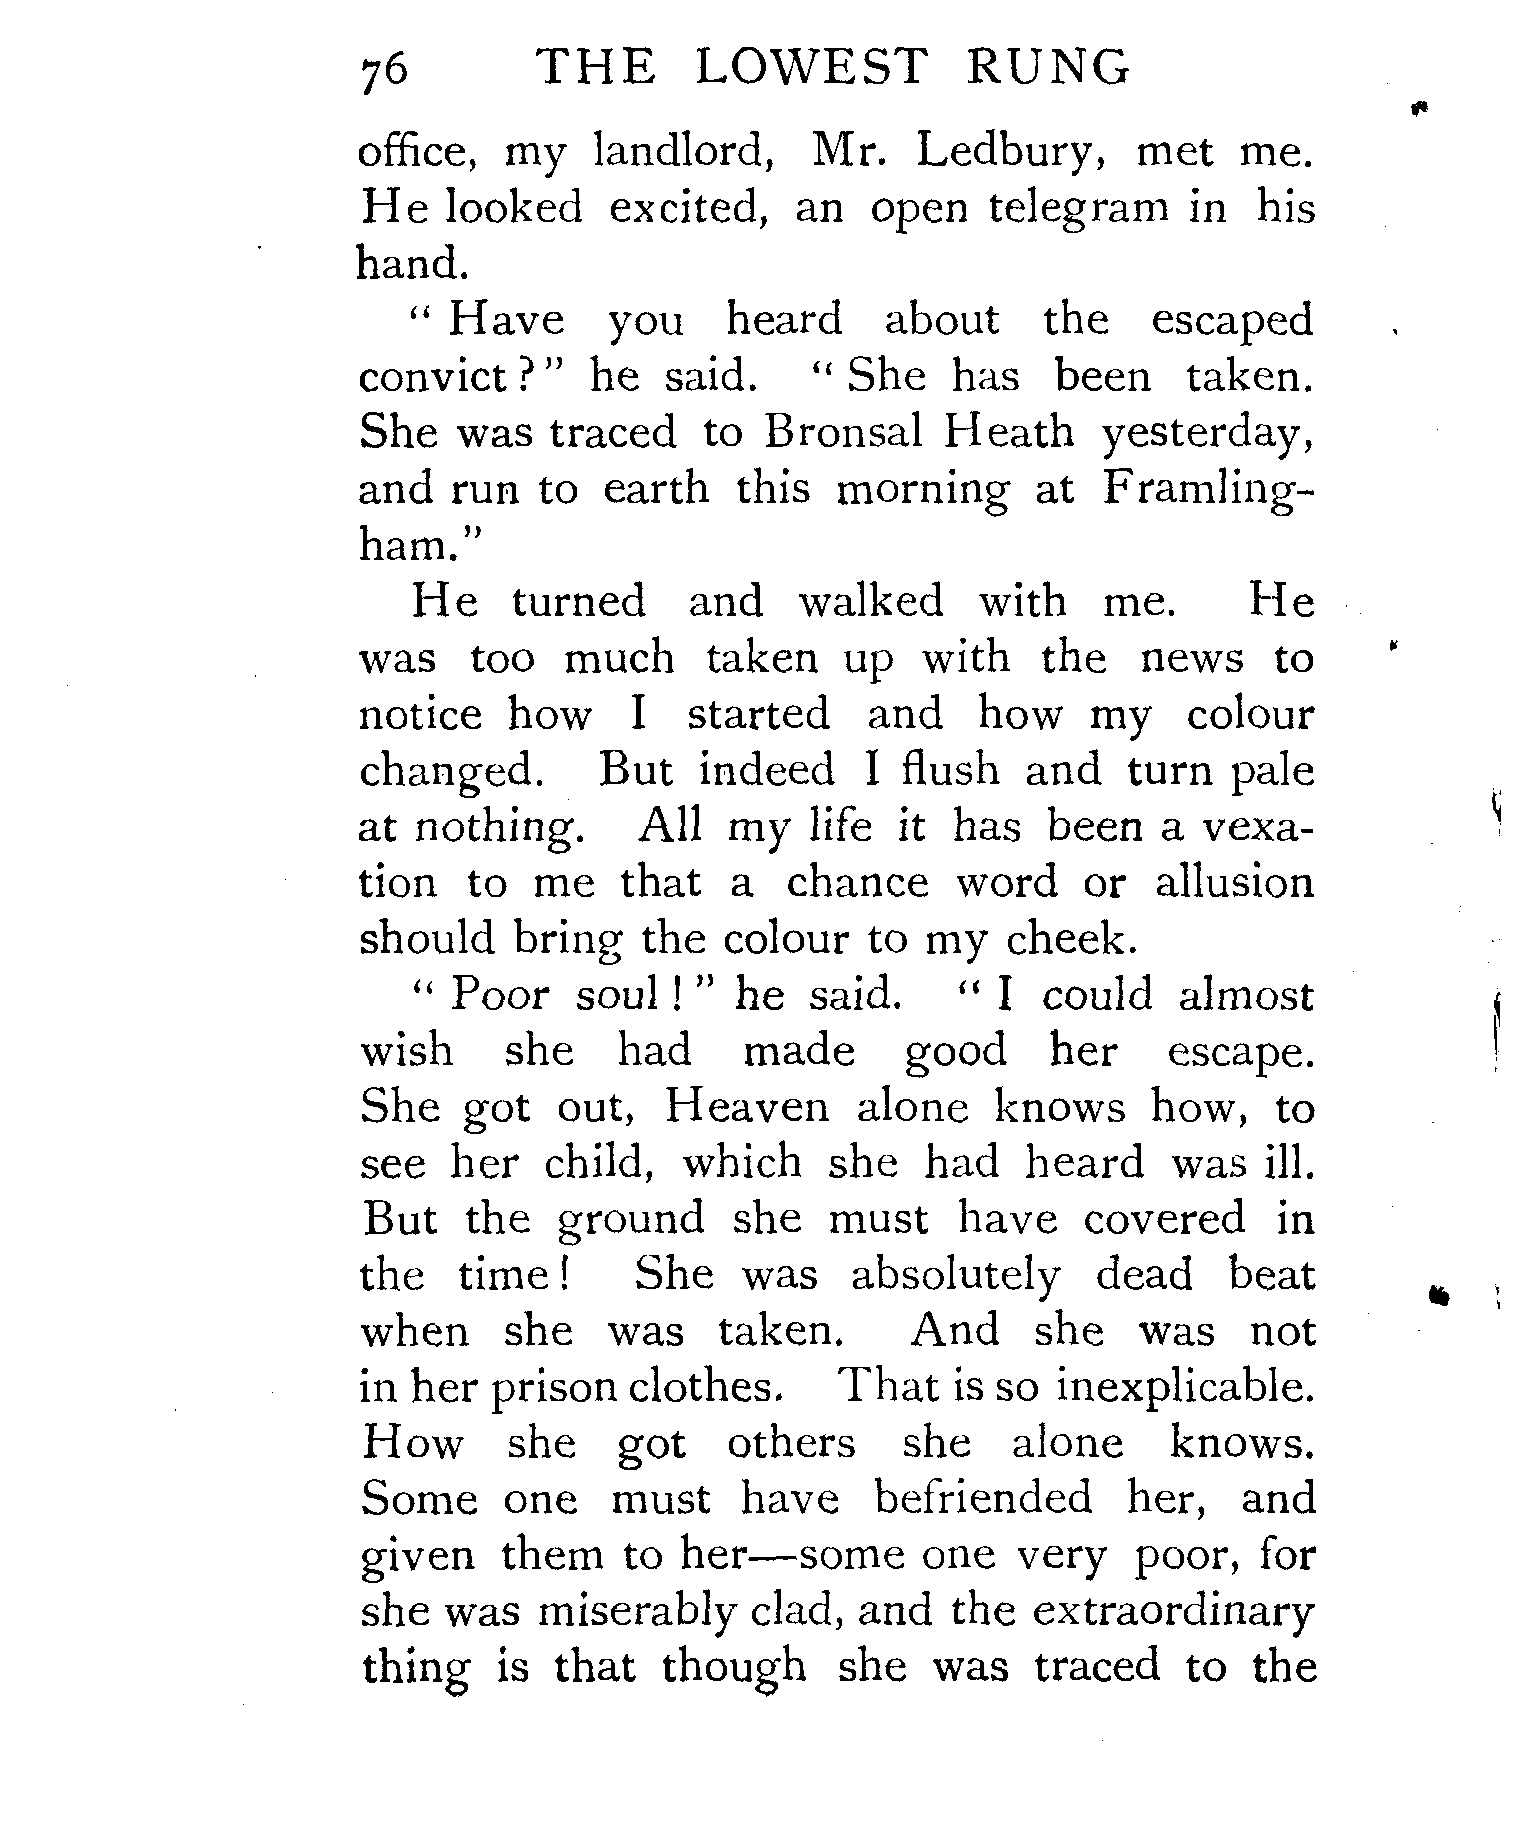 76 THE LOWEST RUNG
office, my landlord, Mr. Ledbury, met me.
He looked excited, an open telegram in his
hand.
“ Have you heard about the escaped
convict ? ” he said. “ She has been taken.
She was traced to Bronsal Heath yesterday,
and run to earth this morning at Framling-
ham.”
He turned and walked with me. He
was too much taken up with the news to
notice how I started and how my colour
changed. But indeed I flush and turn pale
at nothing. All my life it has been a vexa-
tion to me that a chance word or allusion
should bring the colour to my cheek.
“ Poor soul ! ” he said. “ I could almost
wish she had made good her escape.
She got out, Heaven alone knows how, to
see her child, which she had heard was ill.
But the ground she must have covered in
the time ! She was absolutely dead beat
when she was taken. And she was not
in her prison clothes. That is so inexplicable.
How she got others she alone knows.
Some one must have befriended her, and
given them to her—some one very poor, for
she was miserably clad, and the extraordinary
thing is that though she was traced to the